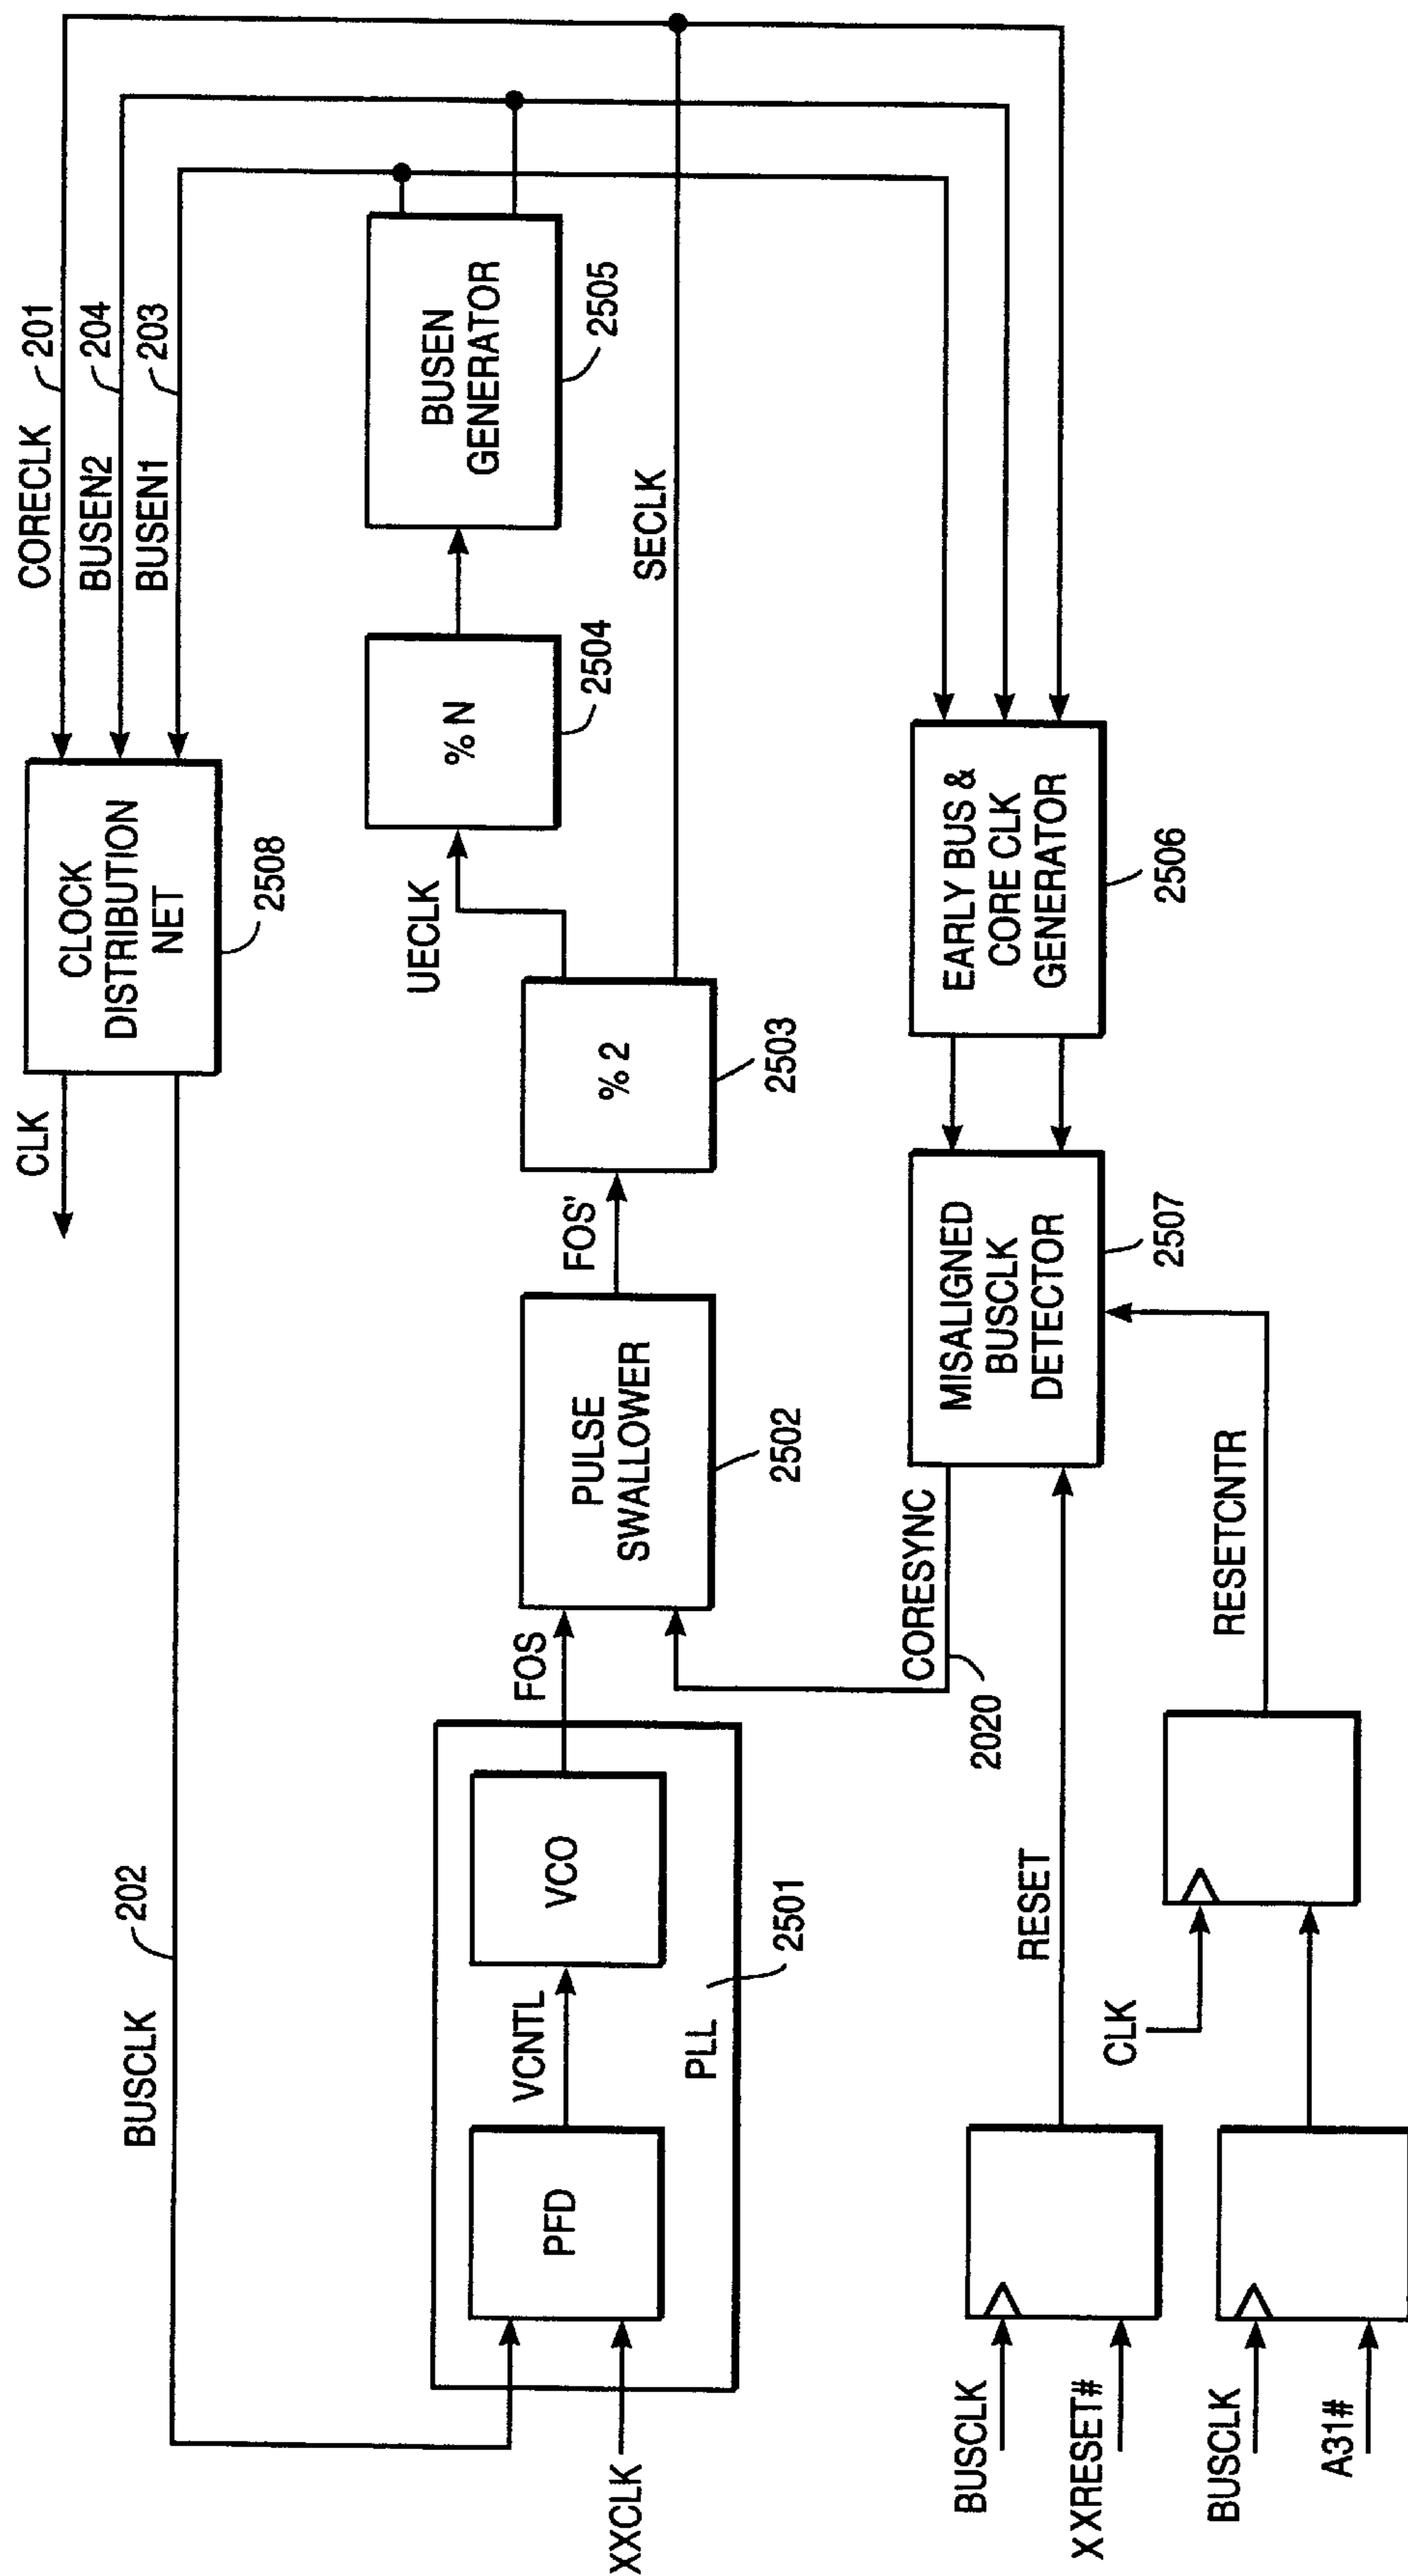 CLK
CLOCK
DISTRIBUTION
NET
2508
CORECLK
201
BUSEN2
204
BUSEN1
203
BUSCLK
202
UECLK
% N
2504
BUSEN
GENERATOR
2505
XXCLK
PFD
VCNTL
VCO
PLL
2501
FOS
PULSE
SWALLOWER
2502
FOS'
% 2
2503
SECLK
CORESYNC
2020
MISALIGNED
BUSCLK
DETECTOR
2507
EARLY BUS &
CORE CLK
GENERATOR
2506
BUSCLK
XXRESET#
RESET
BUSCLK
A31#
CLK
RESETCNTR